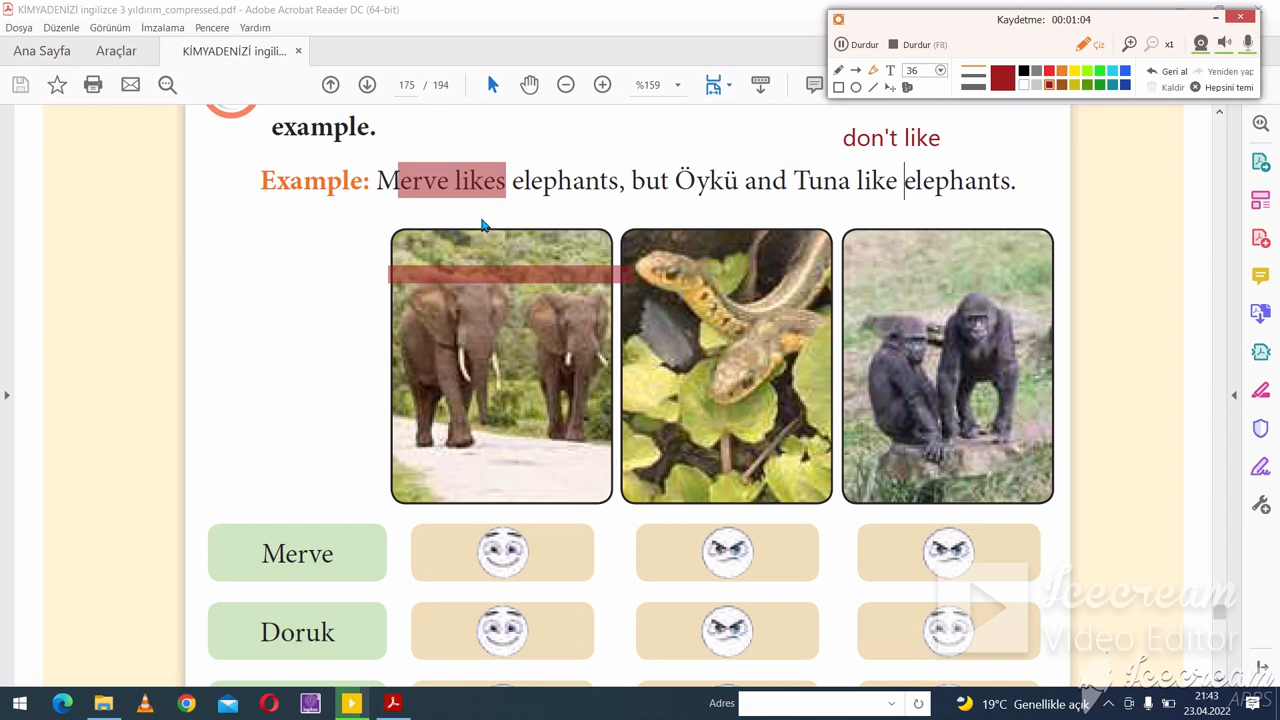 KİMYADENİZİ ingilizce 3 yıldırım_compressed.pdf - Adobe Acrobat Reader DC (64-bit)
Dosya Düzenle Görünüm İmzalama Pencere Yardım
Ana Sayfa Araçlar KİMYADENİZİ ingili... ×
175 / 194 %159
Kaydetme: 00:01:04
Durdur Durdur (F8) Çiz x1
T 36 Geri al Yeniden yap
Kaldır Hepsini temi
example.
don't like
Example: Merve likes elephants, but Öykü and Tuna like elephants.
Merve
Doruk
Icecream
Video Editor
Icecream
APPS
Adres 19°C Genellikle açık 21:43
23.04.2022